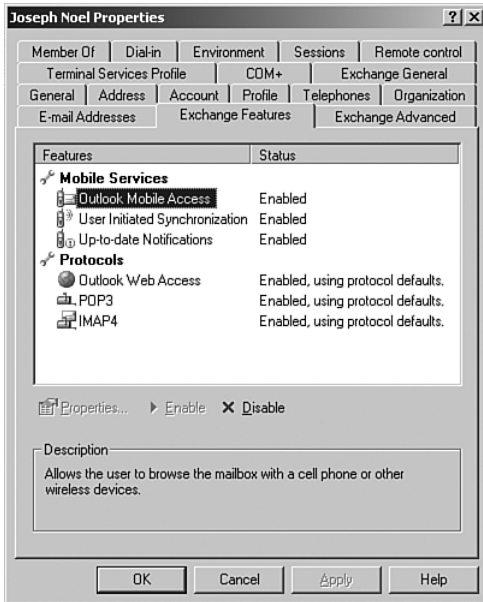 Joseph Noel Properties
Member Of Dial-in Environment Sessions Remote control
Terminal Services Profile COM+ Exchange General
General Address Account Profile Telephones Organization
E-mail Addresses Exchange Features Exchange Advanced
Features Status
Mobile Services
Outlook Mobile Access Enabled
User Initiated Synchronization Enabled
Up-to-date Notifications Enabled
Protocols
Outlook Web Access Enabled, using protocol defaults.
POP3 Enabled, using protocol defaults.
IMAP4 Enabled, using protocol defaults.
Properties... Enable Disable
Description
Allows the user to browse the mailbox with a cell phone or other
wireless devices.
OK Cancel Apply Help